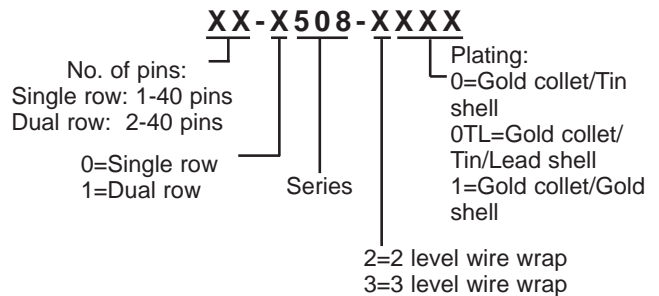 XX-X508-XXXX
No. of pins:
Single row: 1-40 pins
Dual row: 2-40 pins
0=Single row
1=Dual row
Series
Plating:
0=Gold collet/Tin
shell
0TL=Gold collet/
Tin/Lead shell
1=Gold collet/Gold
shell
2=2 level wire wrap
3=3 level wire wrap